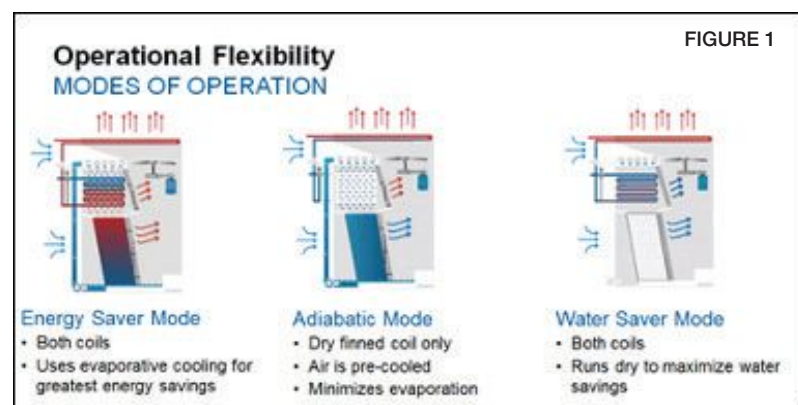 FIGURE 1
Operational Flexibility
MODES OF OPERATION
Energy Saver Mode
• Both coils
• Uses evaporative cooling for
greatest energy savings
Adiabatic Mode
• Dry finned coil only
• Air is pre-cooled
• Minimizes evaporation
Water Saver Mode
• Both coils
• Runs dry to maximize water
savings